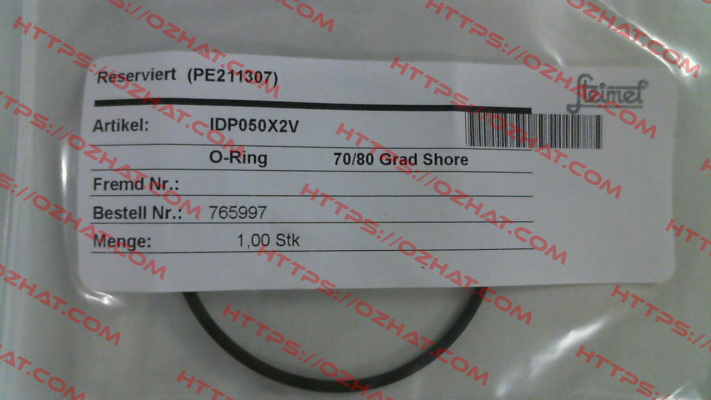 Reserviert (PE211307)
Steimel
Artikel: IDP050X2V
O-Ring 70/80 Grad Shore
Fremd Nr.:
Bestell Nr.: 765997
Menge: 1,00 Stk
HTTPS://OZHAT.COM